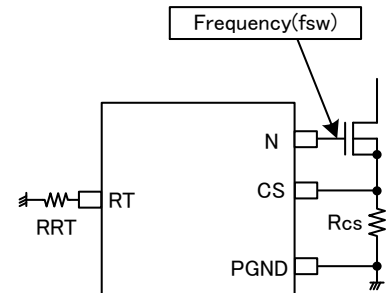 Frequency(fsw)
N
RT
CS
RRT
Rcs
PGND